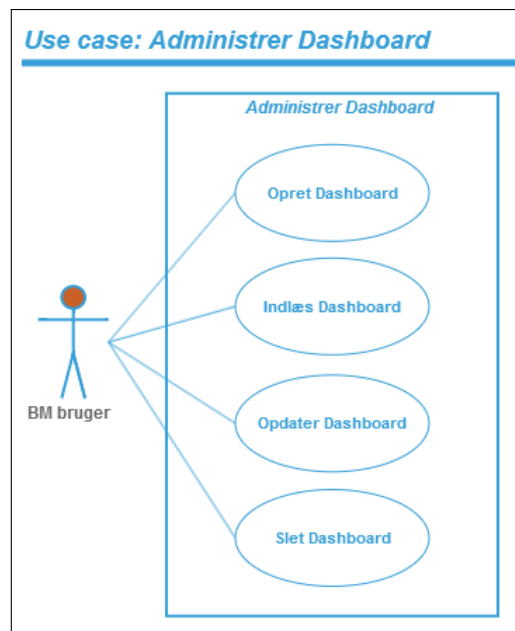 Use case: Administrer Dashboard
Administrer Dashboard
Opret Dashboard
Indlæs Dashboard
BM bruger
Opdater Dashboard
Slet Dashboard